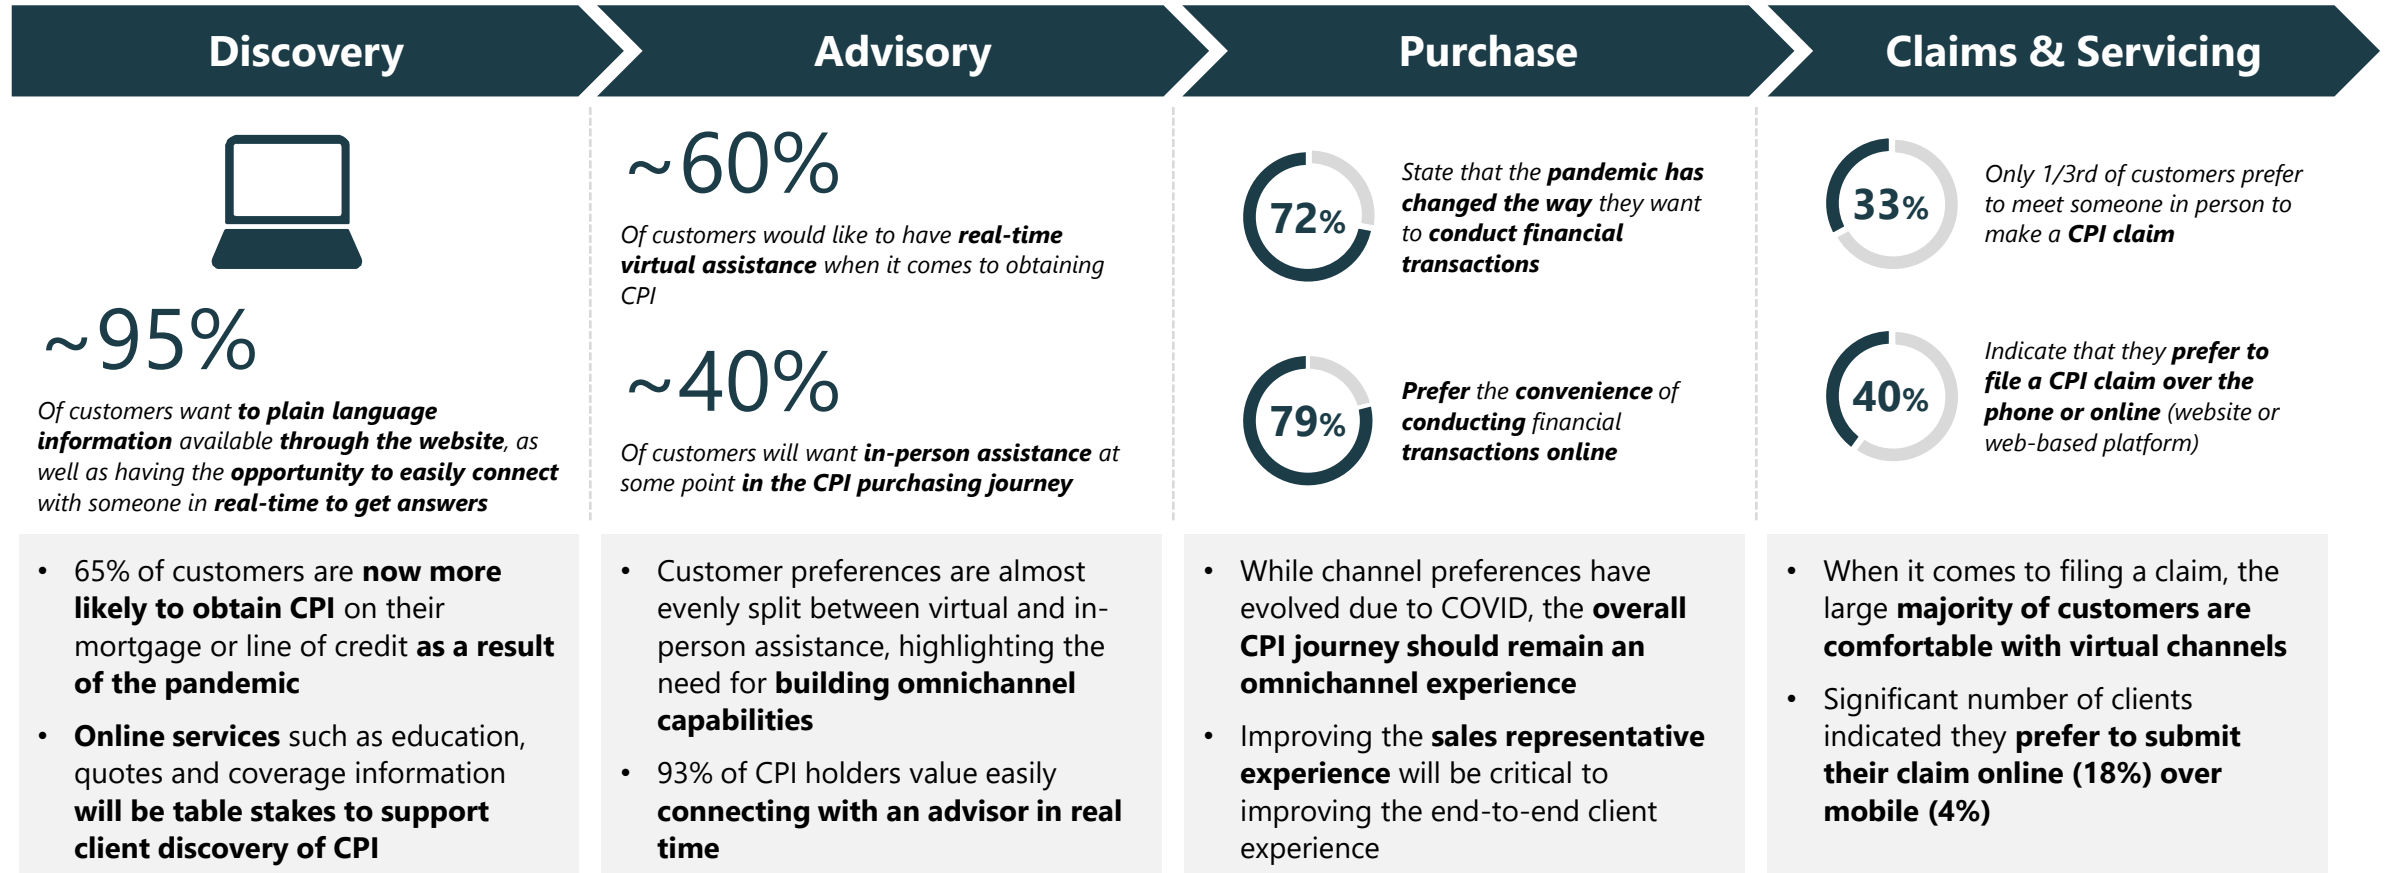 Discovery
Advisory
Purchase
Claims & Servicing
~95%
Of customers want to plain language
information available through the website, as
well as having the opportunity to easily connect
with someone in real-time to get answers
• 65% of customers are now more
likely to obtain CPI on their
mortgage or line of credit as a result
of the pandemic
• Online services such as education,
quotes and coverage information
will be table stakes to support
client discovery of CPI
~60%
Of customers would like to have real-time
virtual assistance when it comes to obtaining
CPI
~40%
Of customers will want in-person assistance at
some point in the CPI purchasing journey
• Customer preferences are almost
evenly split between virtual and in-
person assistance, highlighting the
need for building omnichannel
capabilities
• 93% of CPI holders value easily
connecting with an advisor in real
time
72%
State that the pandemic has
changed the way they want
to conduct financial
transactions
79%
Prefer the convenience of
conducting financial
transactions online
• While channel preferences have
evolved due to COVID, the overall
CPI journey should remain an
omnichannel experience
• Improving the sales representative
experience will be critical to
improving the end-to-end client
experience
33%
Only 1/3rd of customers prefer
to meet someone in person to
make a CPI claim
40%
Indicate that they prefer to
file a CPI claim over the
phone or online (website or
web-based platform)
• When it comes to filing a claim, the
large majority of customers are
comfortable with virtual channels
• Significant number of clients
indicated they prefer to submit
their claim online (18%) over
mobile (4%)